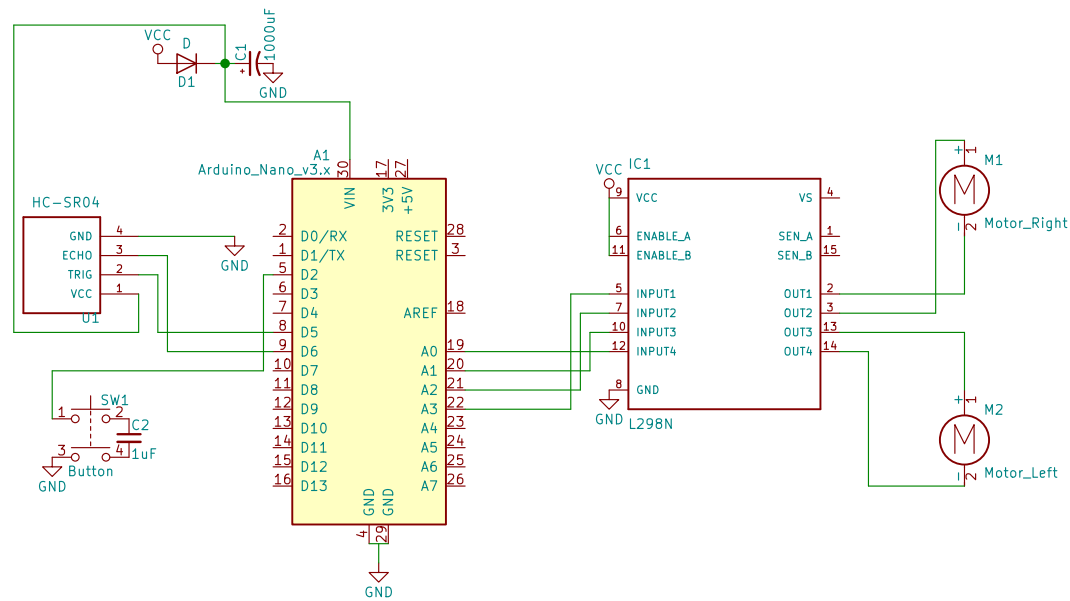 VCC
D
D1
C1
1000uF
+
GND
HC-SR04
GND 4
ECHO 3
TRIG 2
VCC 1
U1
GND
A1
Arduino_Nano_v3.x
30 17 27
VIN 3V3 +5V
2 D0/RX RESET 28
1 D1/TX RESET 3
5 D2
6 D3
7 D4 AREF 18
8 D5
9 D6 A0 19
10 D7 A1 20
11 D8 A2 21
12 D9 A3 22
13 D10 A4 23
14 D11 A5 24
15 D12 A6 25
16 D13 A7 26
GND GND
4 29
GND
SW1
1 2
C2
1uF
3 4
Button
GND
VCC
IC1
9 VCC VS 4
6 ENABLE_A SEN_A 1
11 ENABLE_B SEN_B 15
5 INPUT1 OUT1 2
7 INPUT2 OUT2 3
10 INPUT3 OUT3 13
12 INPUT4 OUT4 14
8 GND
GND
L298N
+ 1
M1
M
Motor_Right
- 2
+ 1
M2
M
Motor_Left
- 2